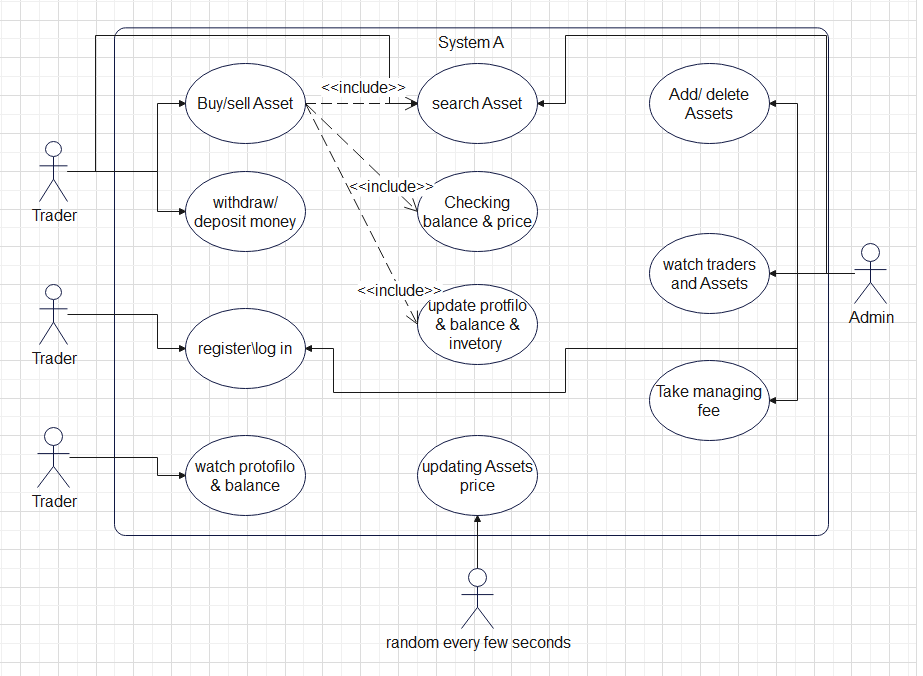 System A
<<include>>
Buy/sell Asset
search Asset
Add/ delete
Assets
Trader
withdraw/
deposit money
<<include>>
Checking
balance & price
watch traders
and Assets
Admin
<<include>>
update protfilo
& balance &
invetory
Trader
register\log in
Take managing
fee
Trader
watch protofilo
& balance
updating Assets
price
random every few seconds